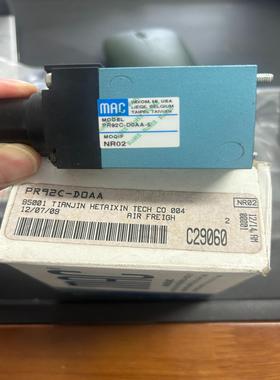 MAC
WIXOM, MI, USA
LIEGE, BELGIUM
TAIPEI, TAIWAN
MODEL
PR92C-D0AA-E
MODIF
NR02
PR92C-D0AA
85001 TIANJIN HETAIXIN TECH CO 004
12/07/09
AIR FREIGH
2
C29060
NR02